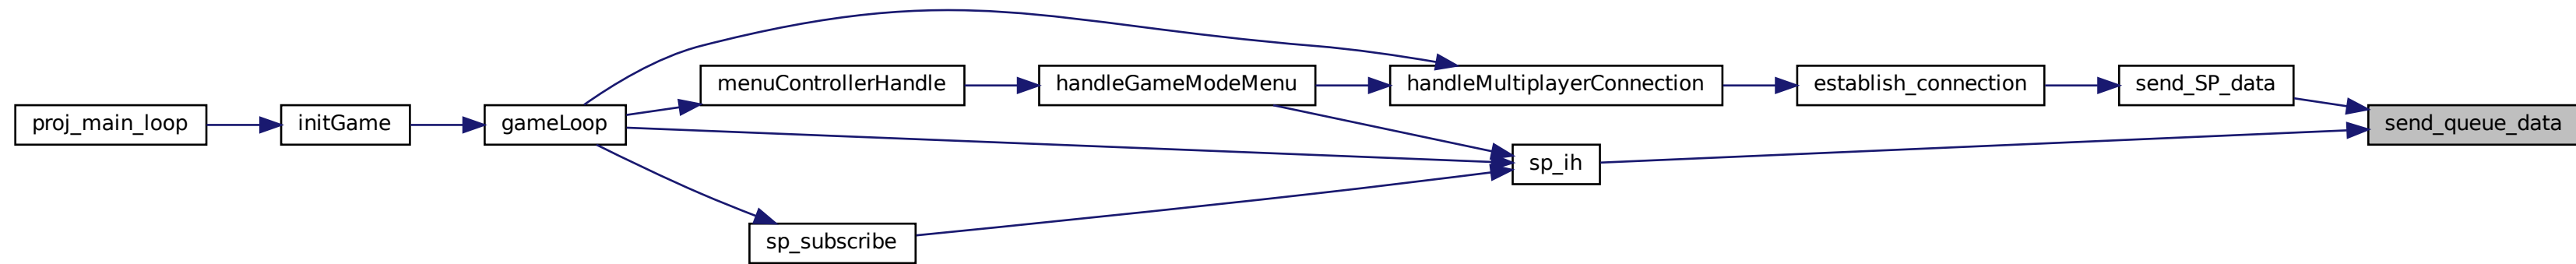 proj_main_loop
initGame
gameLoop
menuControllerHandle
handleGameModeMenu
handleMultiplayerConnection
establish_connection
send_SP_data
send_queue_data
sp_ih
sp_subscribe